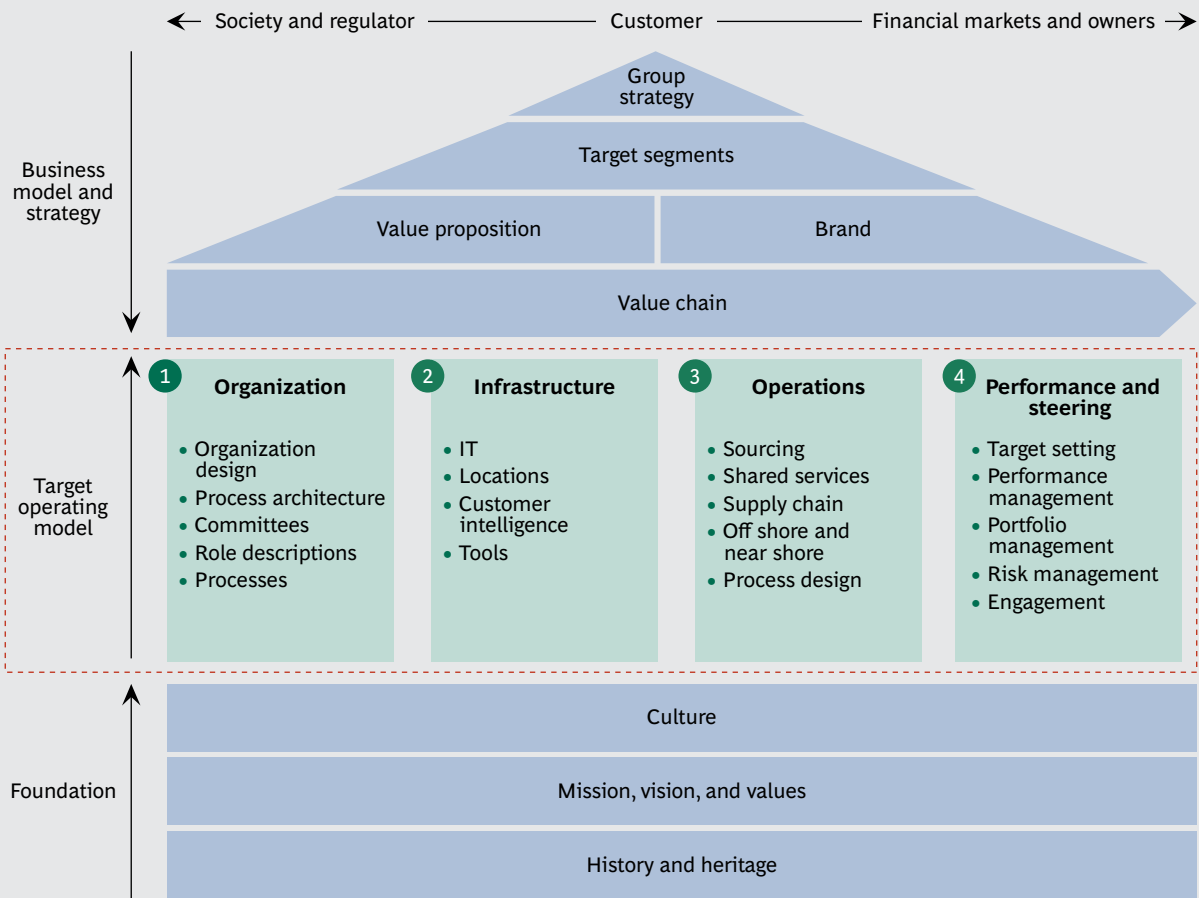 Society and regulator
Customer
Financial markets and owners
Group
strategy
Target segments
Value proposition
Brand
Value chain
Business
model and
strategy
Target
operating
model
1
Organization
• Organization
design
• Process architecture
• Committees
• Role descriptions
• Processes
2
Infrastructure
• IT
• Locations
• Customer
intelligence
• Tools
3
Operations
• Sourcing
• Shared services
• Supply chain
• Off shore and
near shore
• Process design
4
Performance and
steering
• Target setting
• Performance
management
• Portfolio
management
• Risk management
• Engagement
Foundation
Culture
Mission, vision, and values
History and heritage